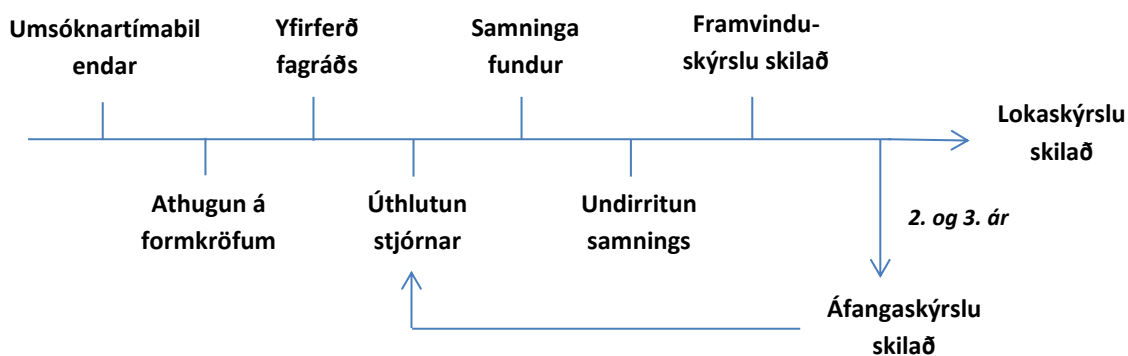 Umsóknartímabil
endar
Yfirferð
fagráðs
Samninga
fundur
Framvindu-
skýrslu skilað
Lokaskýrslu
skilað
Athugun á
formkröfum
Úthlutun
stjórnar
Undirritun
samnings
2. og 3. ár
Áfangaskýrslu
skilað